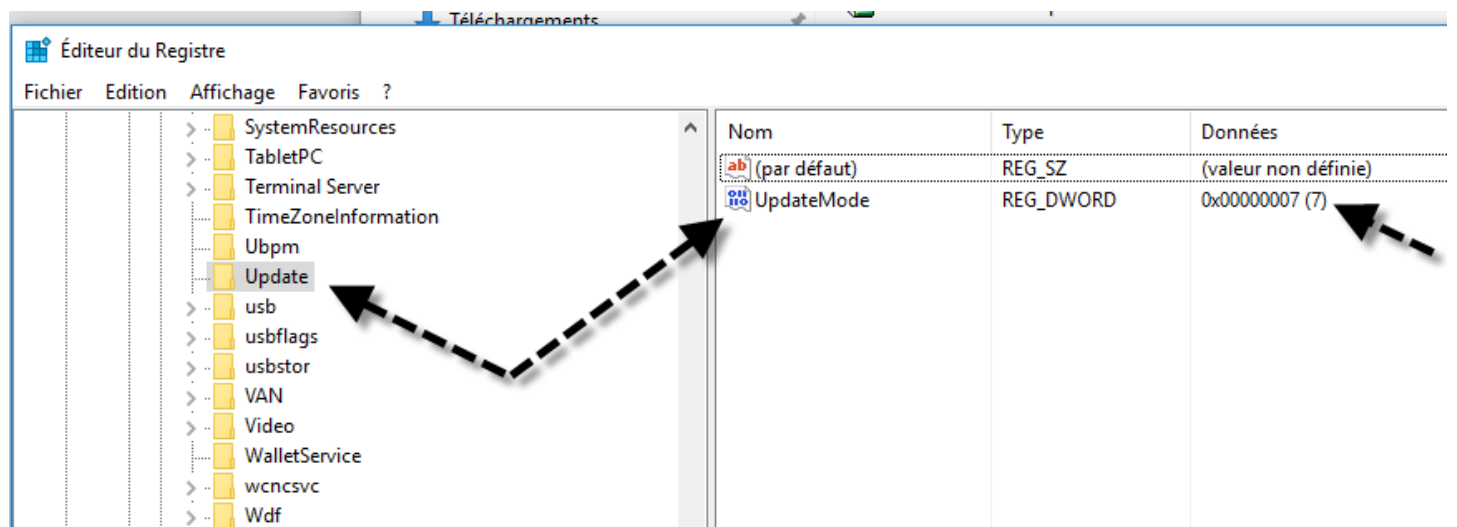 Téléchargements
Éditeur du Registre
Fichier Edition Affichage Favoris ?
SystemResources
TabletPC
Terminal Server
TimeZoneInformation
Ubpm
Update
usb
usbflags
usbstor
VAN
Video
WalletService
wcncsvc
Wdf
Nom Type Données
(par défaut) REG_SZ (valeur non définie)
UpdateMode REG_DWORD 0x00000007 (7)